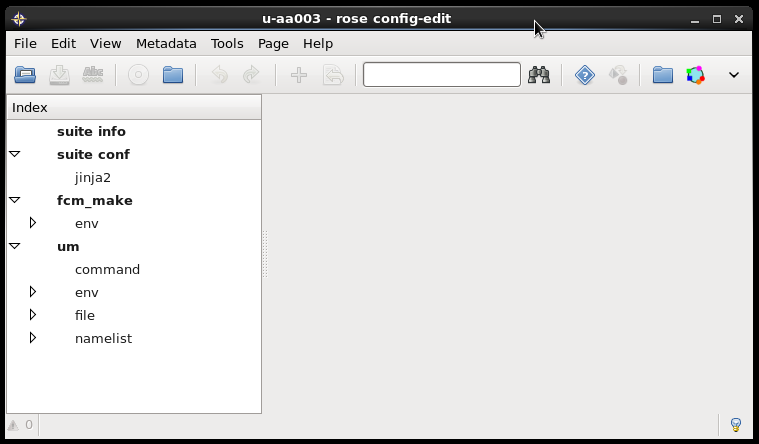 u-aa003 - rose config-edit
File Edit View Metadata Tools Page Help
Abc
Index
suite info
suite conf
jinja2
fcm_make
env
um
command
env
file
namelist
0